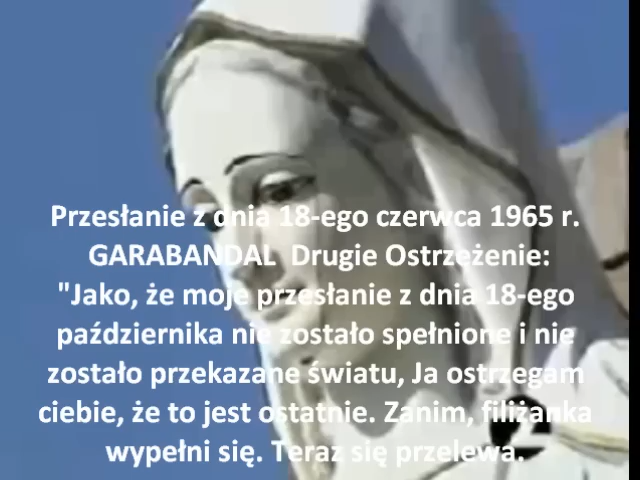 Przesłanie z dnia 18-ego czerwca 1965 r.
GARABANDAL  Drugie Ostrzeżenie:
"Jako, że moje przesłanie z dnia 18-ego
października nie zostało spełnione i nie
zostało przekazane światu, Ja ostrzegam
ciebie, że to jest ostatnie. Zanim, filiżanka
wypełni się. Teraz się przelewa.